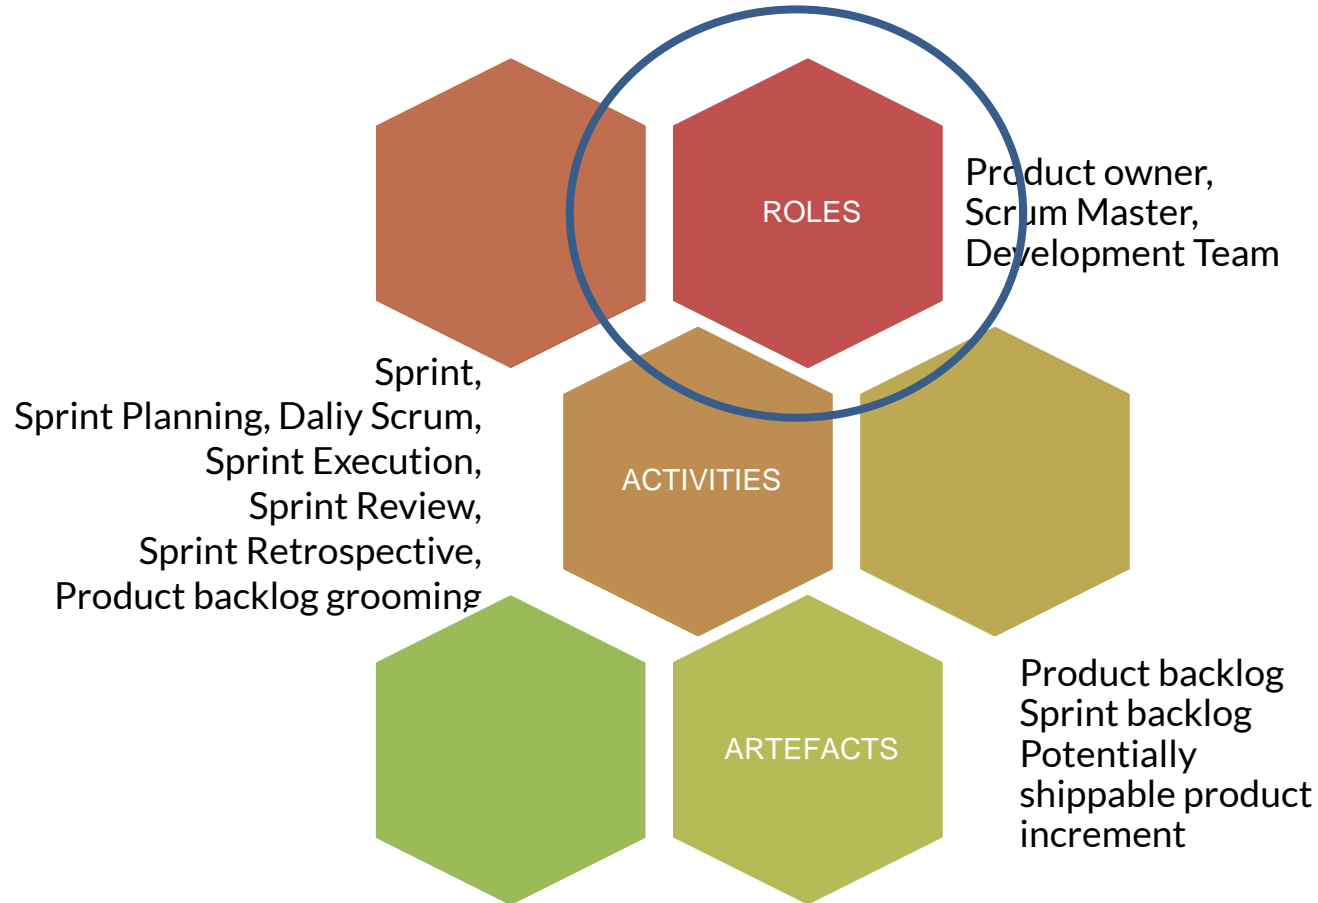 ROLES
Product owner,
Scrum Master,
Development Team
Sprint,
Sprint Planning, Daliy Scrum,
Sprint Execution,
Sprint Review,
Sprint Retrospective,
Product backlog grooming
ACTIVITIES
ARTEFACTS
Product backlog
Sprint backlog
Potentially
shippable product
increment